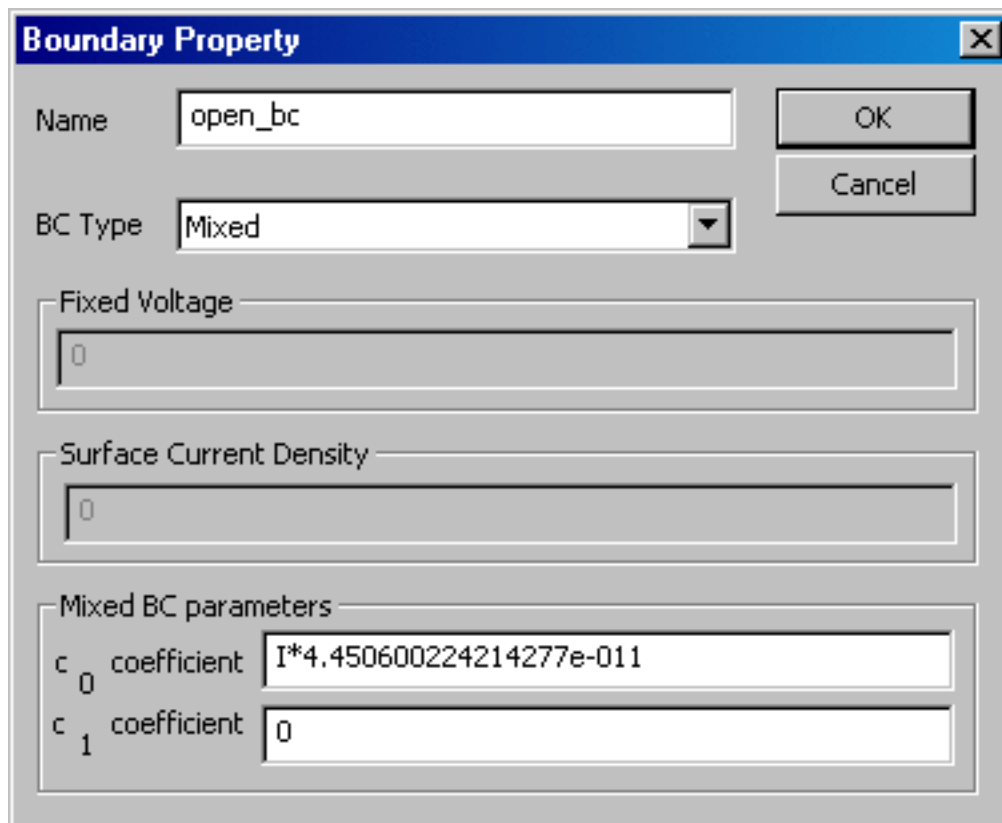 Boundary Property
Name open_bc OK
Cancel
BC Type Mixed
Fixed Voltage
0
Surface Current Density
0
Mixed BC parameters
c 0 coefficient I*4.450600224214277e-011
c 1 coefficient 0